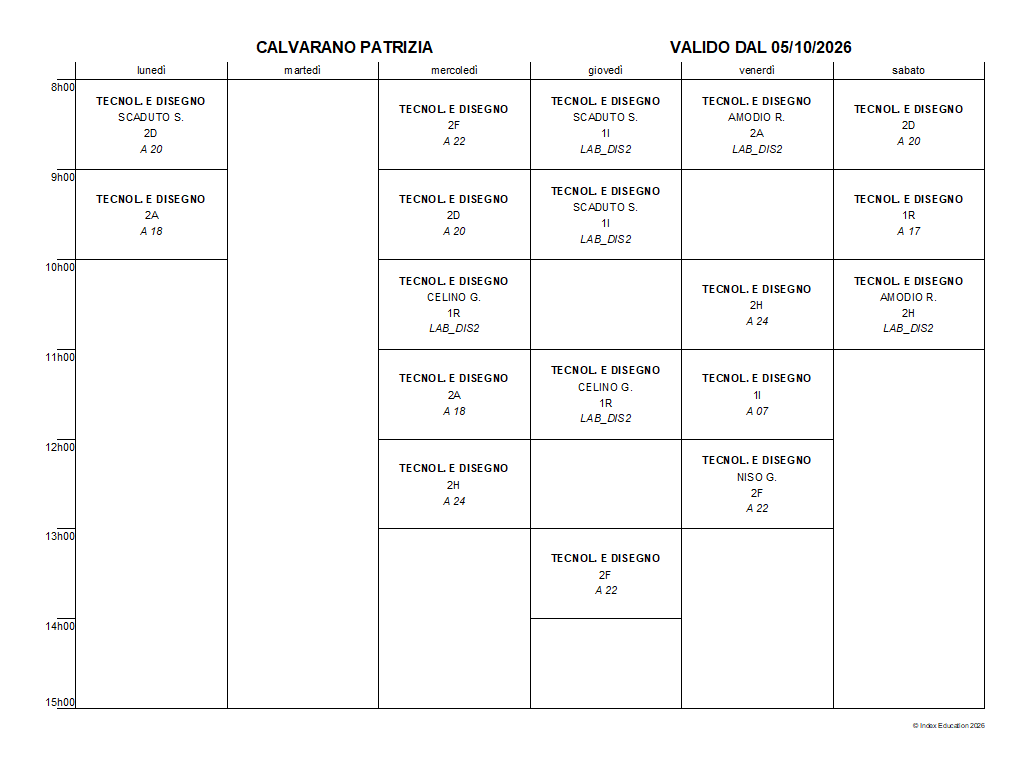 CALVARANO PATRIZIA VALIDO DAL 05/10/2026
lunedì martedì mercoledì giovedì venerdì sabato
8h00
TECNOL. E DISEGNO
SCADUTO S.
2D
A 20
TECNOL. E DISEGNO
2F
A 22
TECNOL. E DISEGNO
SCADUTO S.
1I
LAB_DIS2
TECNOL. E DISEGNO
AMODIO R.
2A
LAB_DIS2
TECNOL. E DISEGNO
2D
A 20
9h00
TECNOL. E DISEGNO
2A
A 18
TECNOL. E DISEGNO
2D
A 20
TECNOL. E DISEGNO
SCADUTO S.
1I
LAB_DIS2
TECNOL. E DISEGNO
1R
A 17
10h00
TECNOL. E DISEGNO
CELINO G.
1R
LAB_DIS2
TECNOL. E DISEGNO
2H
A 24
TECNOL. E DISEGNO
AMODIO R.
2H
LAB_DIS2
11h00
TECNOL. E DISEGNO
2A
A 18
TECNOL. E DISEGNO
CELINO G.
1R
LAB_DIS2
TECNOL. E DISEGNO
1I
A 07
12h00
TECNOL. E DISEGNO
2H
A 24
TECNOL. E DISEGNO
NISO G.
2F
A 22
13h00
TECNOL. E DISEGNO
2F
A 22
14h00
15h00
© Index Education 2026